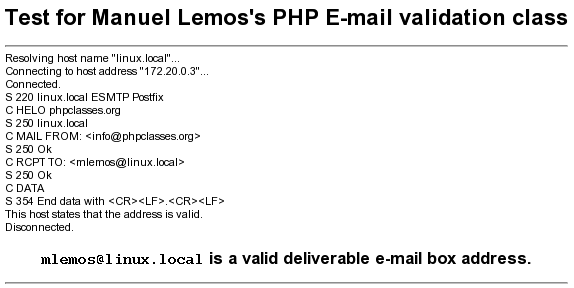 Test for Manuel Lemos's PHP E-mail validation class
Resolving host name "linux.local"...
Connecting to host address "172.20.0.3"...
Connected.
S 220 linux.local ESMTP Postfix
C HELO phpclasses.org
S 250 linux.local
C MAIL FROM: <info@phpclasses.org>
S 250 Ok
C RCPT TO: <mlemos@linux.local>
S 250 Ok
C DATA
S 354 End data with <CR><LF>.<CR><LF>
This host states that the address is valid.
Disconnected.
mlemos@linux.local is a valid deliverable e-mail box address.